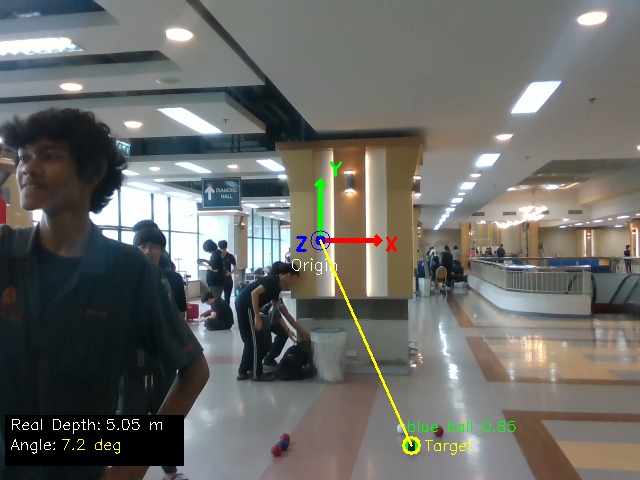 DIAMOND
HALL
Y
Z
X
Origin
blue ball 0.85
Target
Real Depth: 5.05 m
Angle: 7.2 deg